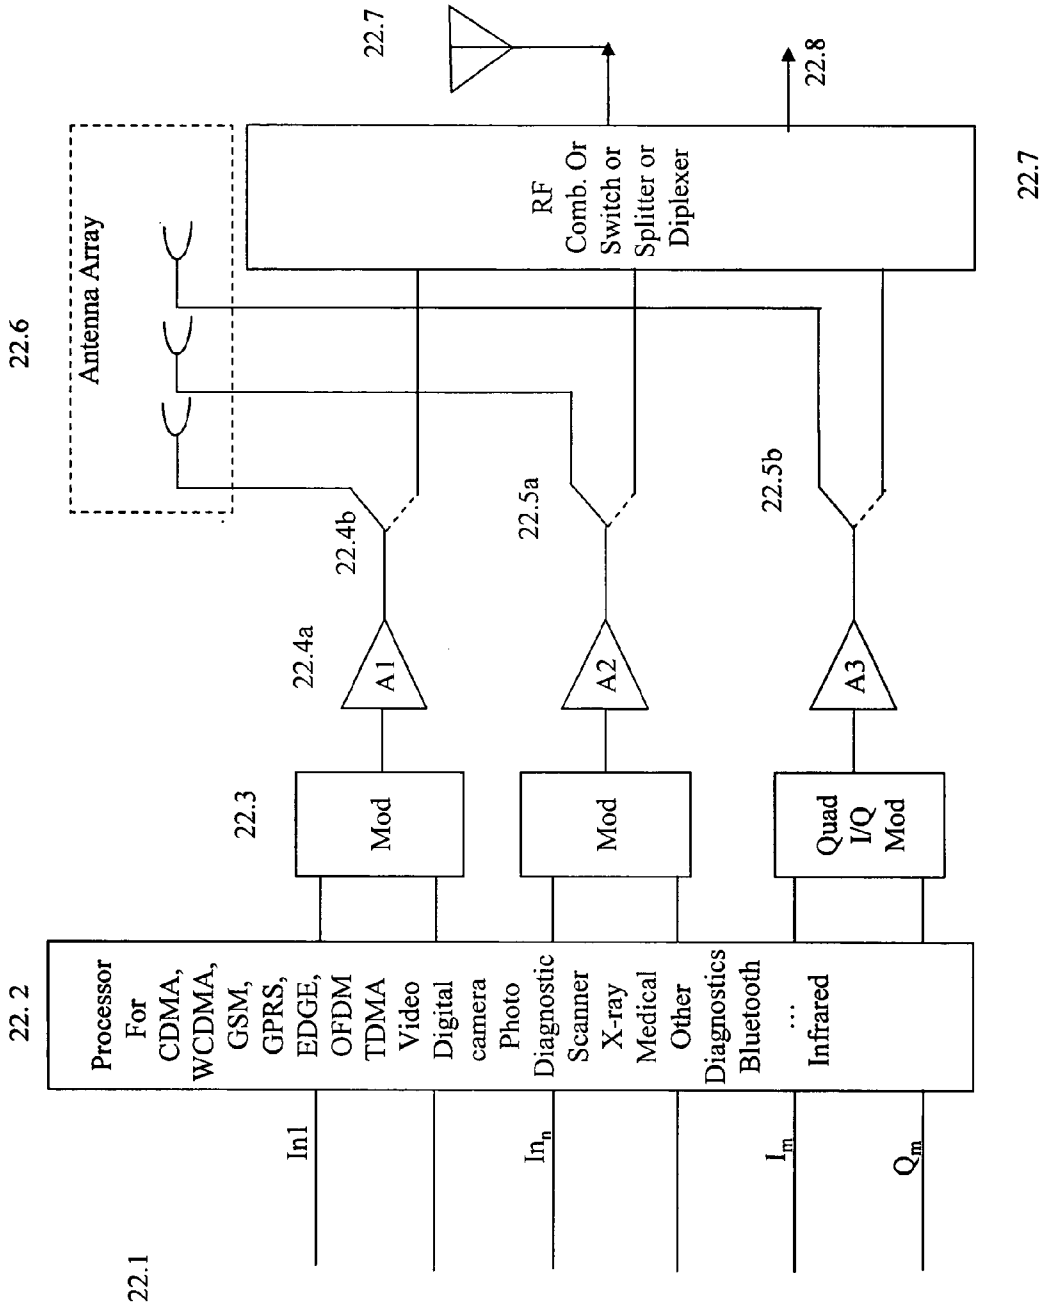 22.1
In1
Inₙ
Iₘ
Qₘ
22. 2
Processor
For
CDMA,
WCDMA,
GSM,
GPRS,
EDGE,
OFDM
TDMA
Video
Digital
camera
Photo
Diagnostic
Scanner
X-ray
Medical
Other
Diagnostics
Bluetooth
…
Infrared
22.3
Mod
Mod
Quad
I/Q
Mod
22.4a
A1
A2
A3
22.4b
22.5a
22.5b
22.6
Antenna Array
RF
Comb. Or
Switch or
Splitter or
Diplexer
22.7
22.7
22.8